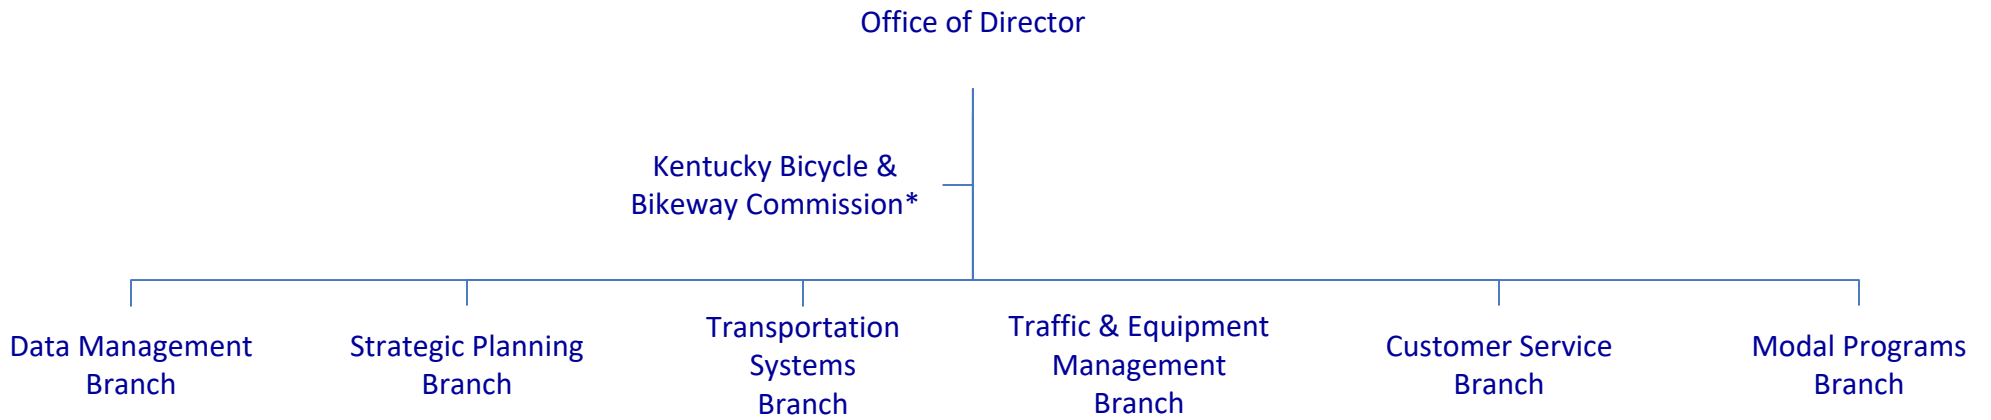 Office of Director
Kentucky Bicycle &
Bikeway Commission*
Data Management
Branch
Strategic Planning
Branch
Transportation
Systems
Branch
Traffic & Equipment
Management
Branch
Customer Service
Branch
Modal Programs
Branch